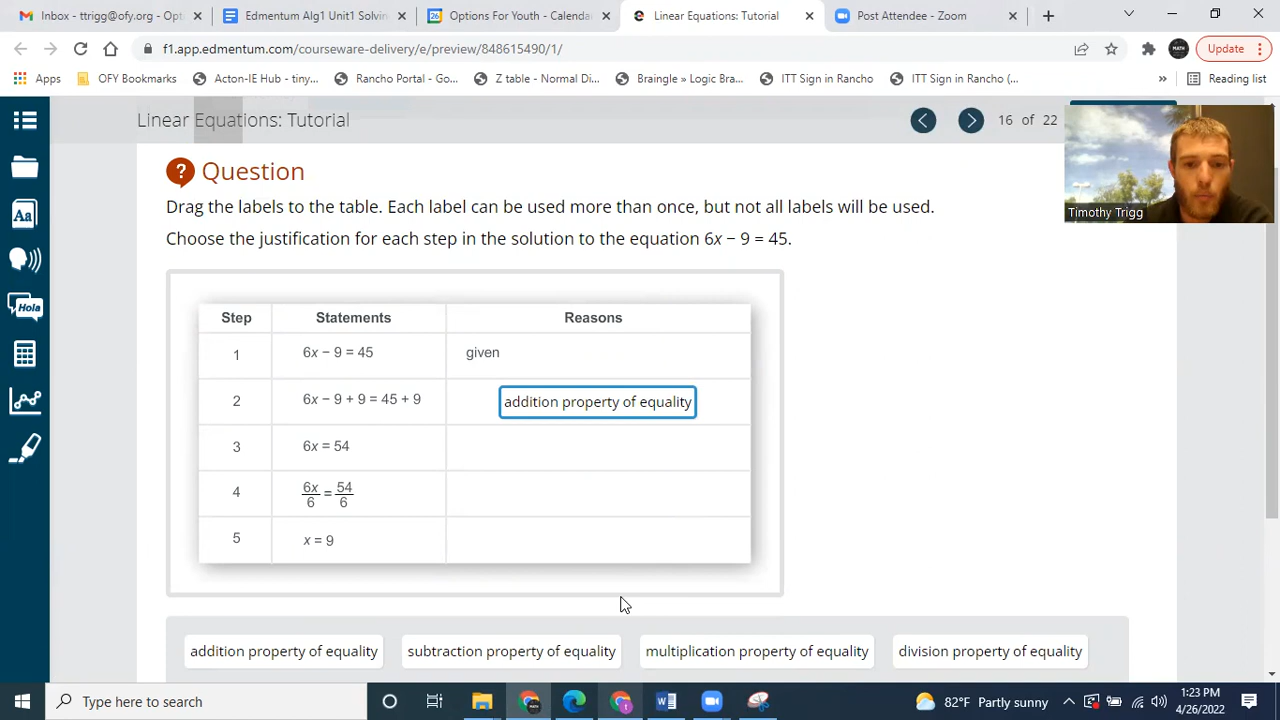 Inbox - ttrigg@ofy.org - Opt
Edmentum Alg1 Unit1 Solvin
Options For Youth - Calenda
Linear Equations: Tutorial
Post Attendee - Zoom
f1.app.edmentum.com/courseware-delivery/e/preview/848615490/1/
Update
Apps
OFY Bookmarks
Acton-IE Hub - tiny...
Rancho Portal - Go...
Z table - Normal Di...
Braingle » Logic Bra...
ITT Sign in Rancho
ITT Sign in Rancho (...
»
Reading list
Linear Equations: Tutorial
16 of 22
Timothy Trigg
? Question
Drag the labels to the table. Each label can be used more than once, but not all labels will be used.
Choose the justification for each step in the solution to the equation 6x − 9 = 45.
Step Statements Reasons
1 6x − 9 = 45 given
2 6x − 9 + 9 = 45 + 9 addition property of equality
3 6x = 54
4 6x/6 = 54/6
5 x = 9
addition property of equality
subtraction property of equality
multiplication property of equality
division property of equality
Aa
Hola
Type here to search
82°F Partly sunny
1:23 PM
4/26/2022